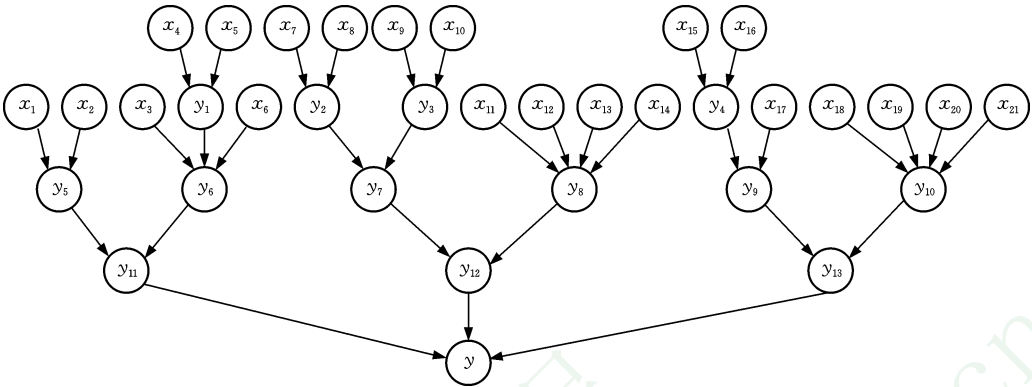 x4 x5 x7 x8 x9 x10 x15 x16
x1 x2 x3 y1 x6 y2 y3 x11 x12 x13 x14 y4 x17 x18 x19 x20 x21
y5 y6 y7 y8 y9 y10
y11 y12 y13
y